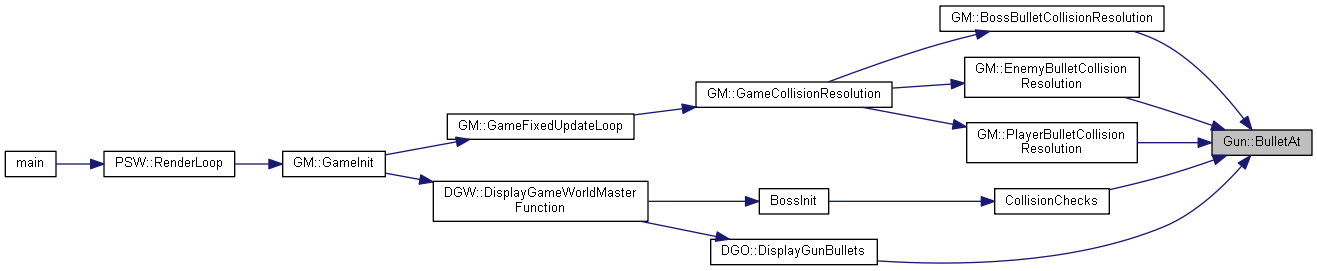 main
PSW::RenderLoop
GM::GameInit
GM::GameFixedUpdateLoop
DGW::DisplayGameWorldMaster
Function
GM::GameCollisionResolution
BossInit
DGO::DisplayGunBullets
GM::BossBulletCollisionResolution
GM::EnemyBulletCollision
Resolution
GM::PlayerBulletCollision
Resolution
CollisionChecks
Gun::BulletAt